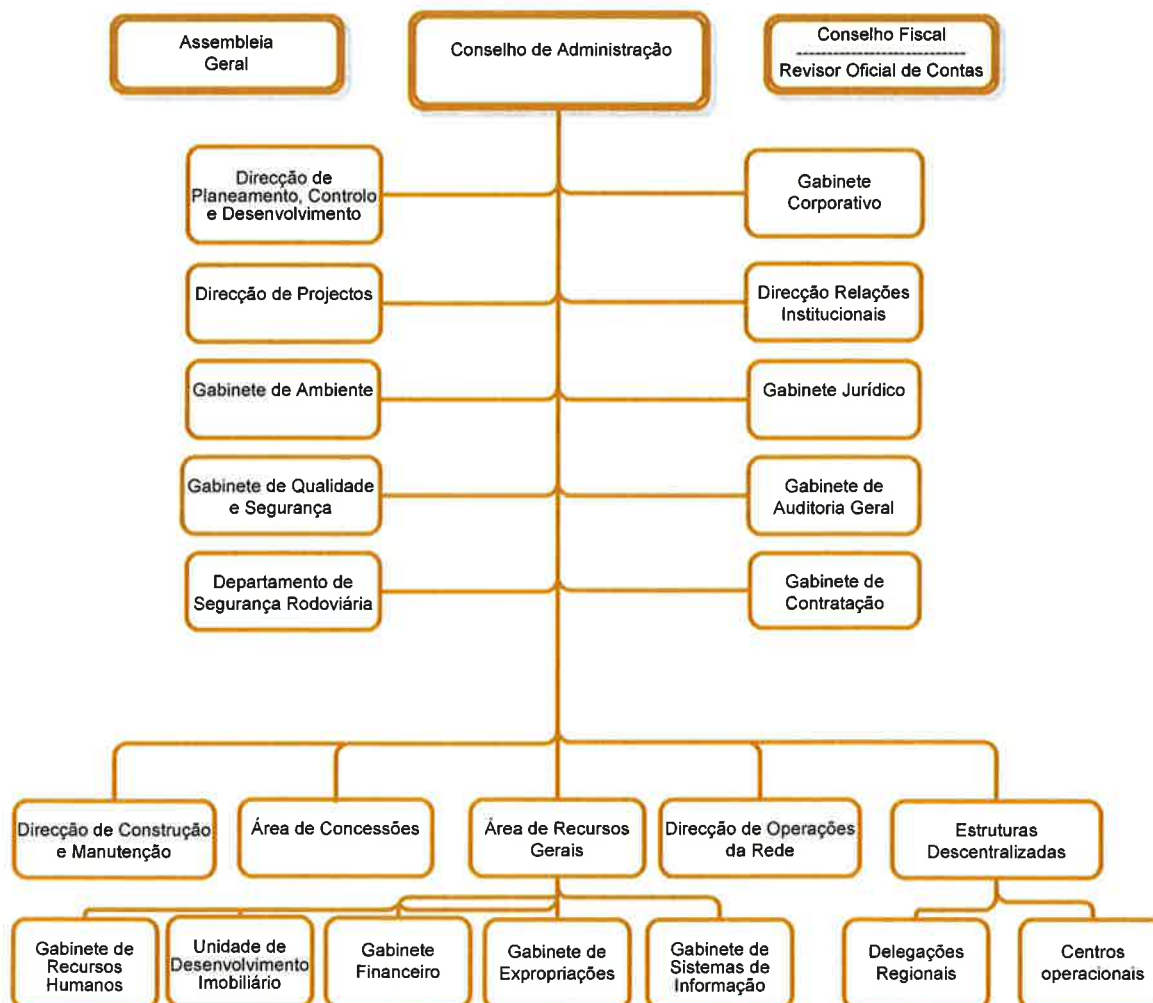 Assembleia
Geral
Conselho de Administração
Conselho Fiscal
----------------------------
Revisor Oficial de Contas
Direcção de
Planeamento, Controlo
e Desenvolvimento
Gabinete
Corporativo
Direcção de Projectos
Direcção Relações
Institucionais
Gabinete de Ambiente
Gabinete Jurídico
Gabinete de Qualidade
e Segurança
Gabinete de
Auditoria Geral
Departamento de
Segurança Rodoviária
Gabinete de
Contratação
Direcção de Construção
e Manutenção
Área de Concessões
Área de Recursos
Gerais
Direcção de Operações
da Rede
Estruturas
Descentralizadas
Gabinete de
Recursos
Humanos
Unidade de
Desenvolvimento
Imobiliário
Gabinete
Financeiro
Gabinete de
Expropriações
Gabinete de
Sistemas de
Informação
Delegações
Regionais
Centros
operacionais